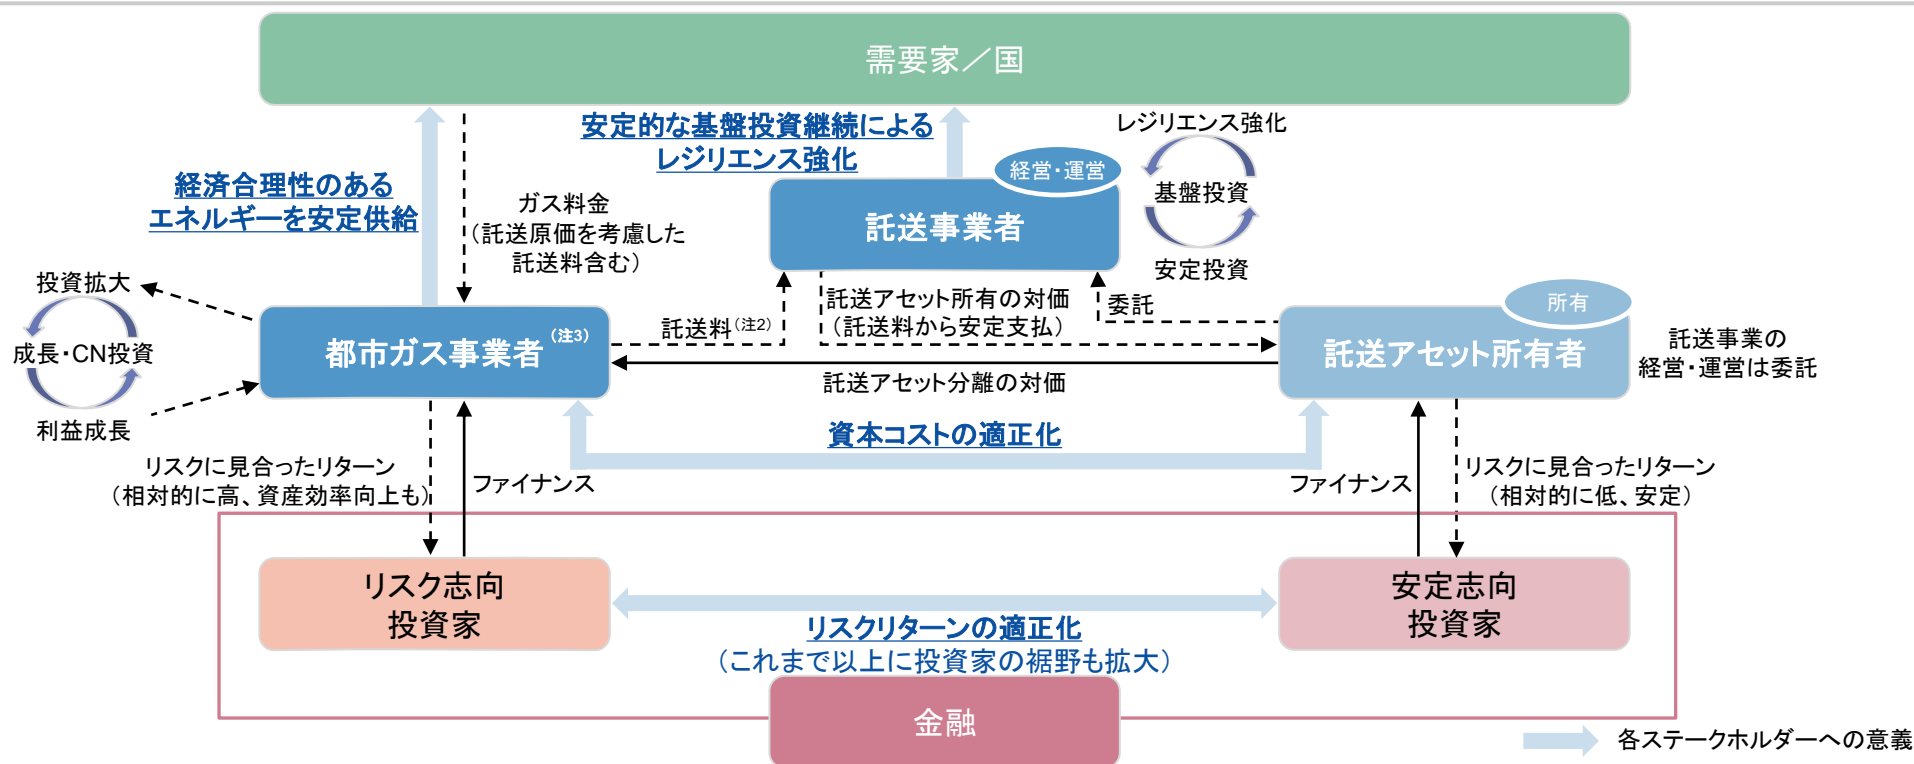 需要家／国
安定的な基盤投資継続による
レジリエンス強化
経営・運営
レジリエンス強化
基盤投資
安定投資
経済合理性のある
エネルギーを安定供給
ガス料金
（託送原価を考慮した
託送料含む）
託送事業者
投資拡大
成長・CN投資
利益成長
都市ガス事業者（注3）
託送料（注2）
託送アセット所有の対価
（託送料から安定支払）
委託
所有
託送アセット所有者
託送事業の
経営・運営は委託
託送アセット分離の対価
資本コストの適正化
リスクに見合ったリターン
（相対的に高、資産効率向上も）
ファイナンス
ファイナンス
リスクに見合ったリターン
（相対的に低、安定）
リスク志向
投資家
安定志向
投資家
リスクリターンの適正化
（これまで以上に投資家の裾野も拡大）
金融
各ステークホルダーへの意義